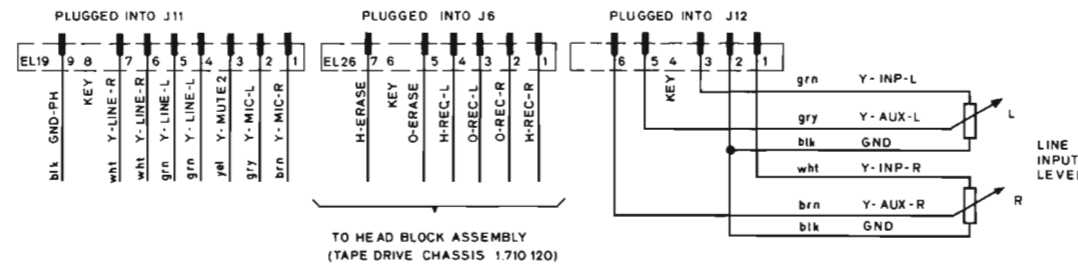 PLUGGED INTO J11
PLUGGED INTO J6
PLUGGED INTO J12
EL19 9 8 7 6 5 4 3 2 1
EL26 7 6 5 4 3 2 1
6 5 4 3 2 1
blk GND-PH
KEY
wht Y-LINE-R
wht Y-LINE-R
grn Y-LINE-L
grn Y-LINE-L
yel Y-MUTE2
gry Y-MIC-L
brn Y-MIC-R
H-ERASE
KEY
O-ERASE
H-REC-L
O-REC-L
O-REC-R
H-REC-R
KEY
grn Y-INP-L
gry Y-AUX-L
L
blk GND
wht Y-INP-R
LINE
INPUT
LEVEL
brn Y-AUX-R
R
blk GND
TO HEAD BLOCK ASSEMBLY
(TAPE DRIVE CHASSIS 1.710 120)